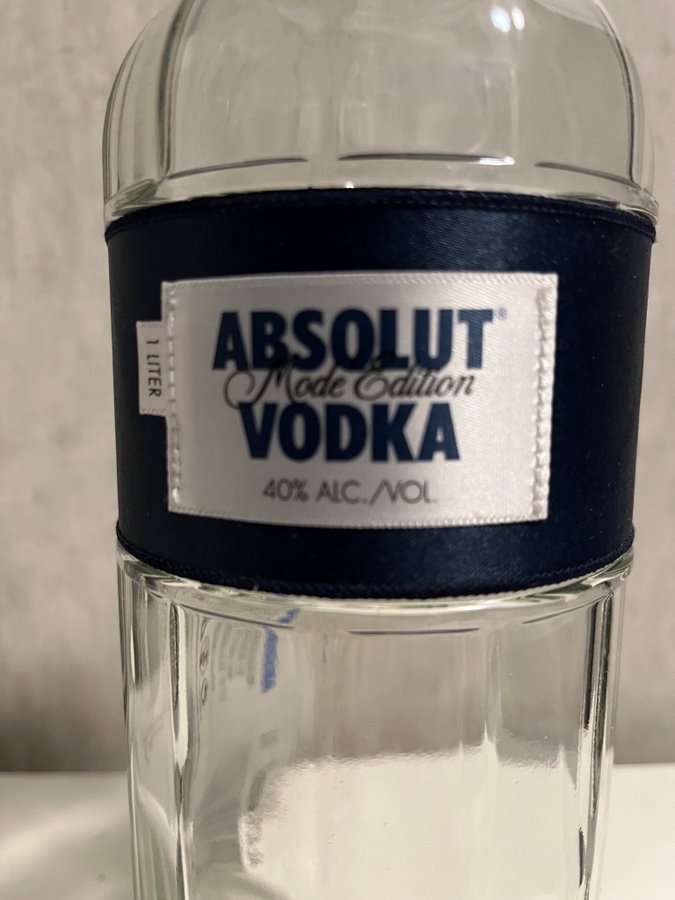 ABSOLUT®
Mode Edition
VODKA
40% ALC./VOL.
1 LITER